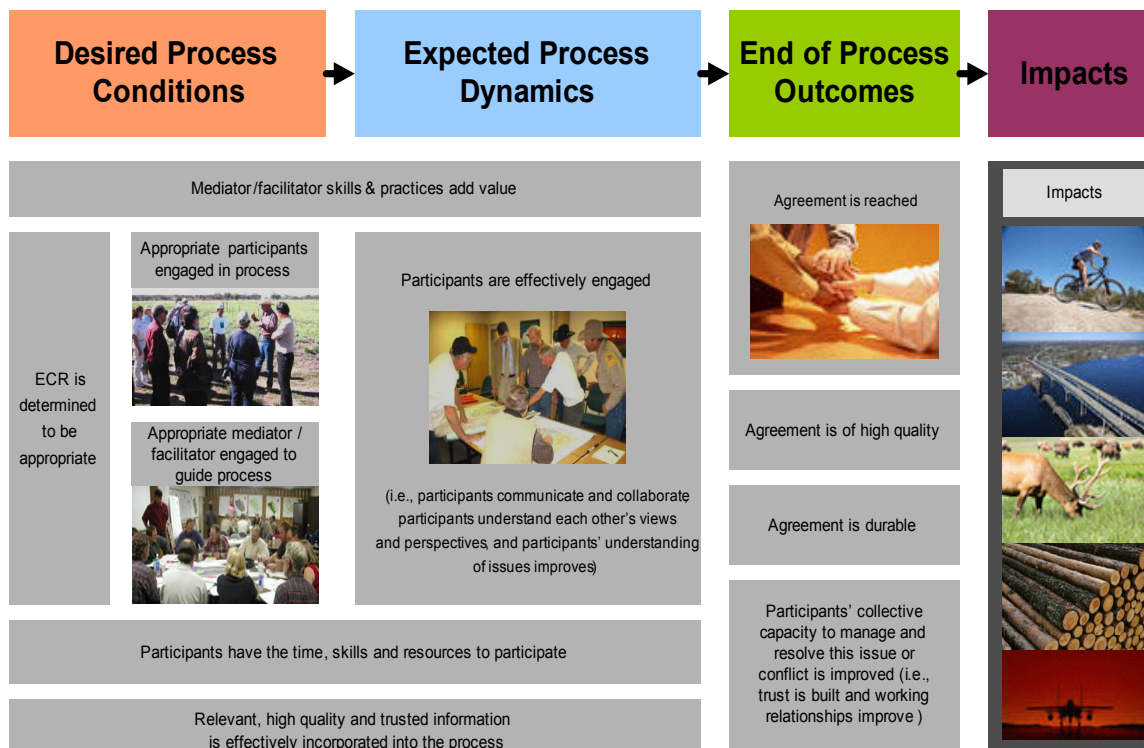 Desired Process
Conditions
Expected Process
Dynamics
End of Process
Outcomes
Impacts
Mediator/facilitator skills & practices add value
ECR is
determined
to be
appropriate
Appropriate participants
engaged in process
Appropriate mediator /
facilitator engaged to
guide process
Participants are effectively engaged
(i.e., participants communicate and collaborate,
participants understand each other's views
and perspectives, and participants' understanding
of issues improves)
Participants have the time, skills and resources to participate
Relevant, high quality and trusted information
is effectively incorporated into the process
Agreement is reached
Agreement is of high quality
Agreement is durable
Participants' collective
capacity to manage and
resolve this issue or
conflict is improved (i.e.,
trust is built and working
relationships improve )
Impacts